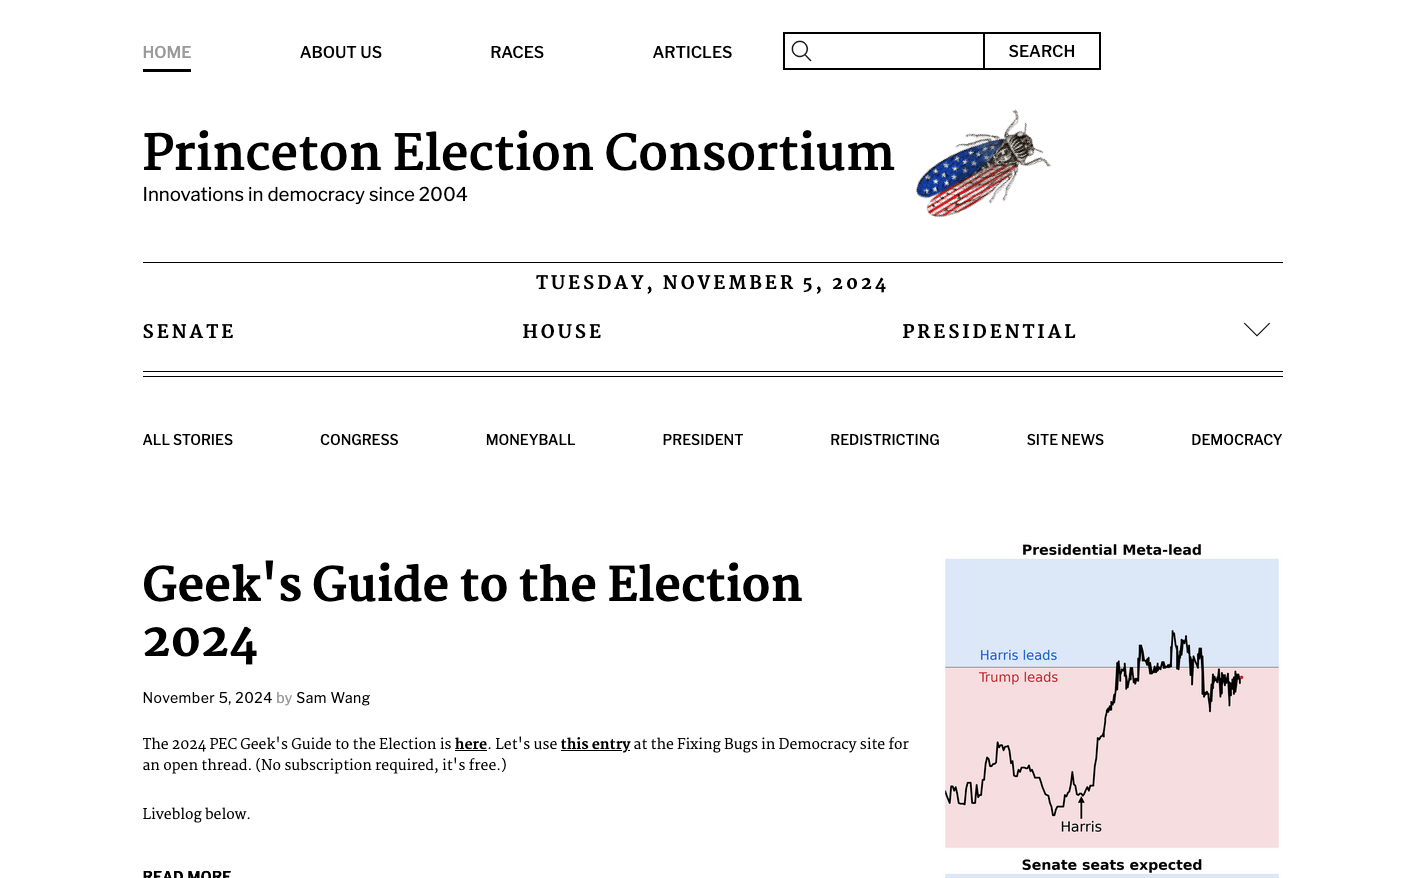 HOME
ABOUT US
RACES
ARTICLES
SEARCH
Princeton Election Consortium
Innovations in democracy since 2004
TUESDAY, NOVEMBER 5, 2024
SENATE
HOUSE
PRESIDENTIAL
ALL STORIES
CONGRESS
MONEYBALL
PRESIDENT
REDISTRICTING
SITE NEWS
DEMOCRACY
Geek's Guide to the Election
2024
November 5, 2024 by Sam Wang
The 2024 PEC Geek's Guide to the Election is here. Let's use this entry at the Fixing Bugs in Democracy site for
an open thread. (No subscription required, it's free.)
Liveblog below.
READ MORE
Presidential Meta-lead
Harris leads
Trump leads
Harris
Senate seats expected